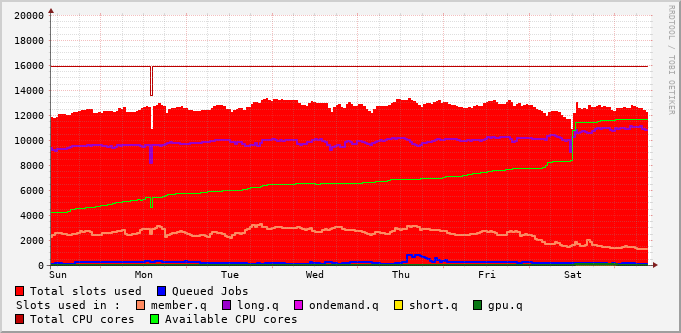 RRDTOOL / TOBI OETIKER
20000
18000
16000
14000
12000
10000
8000
6000
4000
2000
0
Sun Mon Tue Wed Thu Fri Sat
Total slots used Queued Jobs
Slots used in : member.q long.q ondemand.q short.q gpu.q
Total CPU cores Available CPU cores